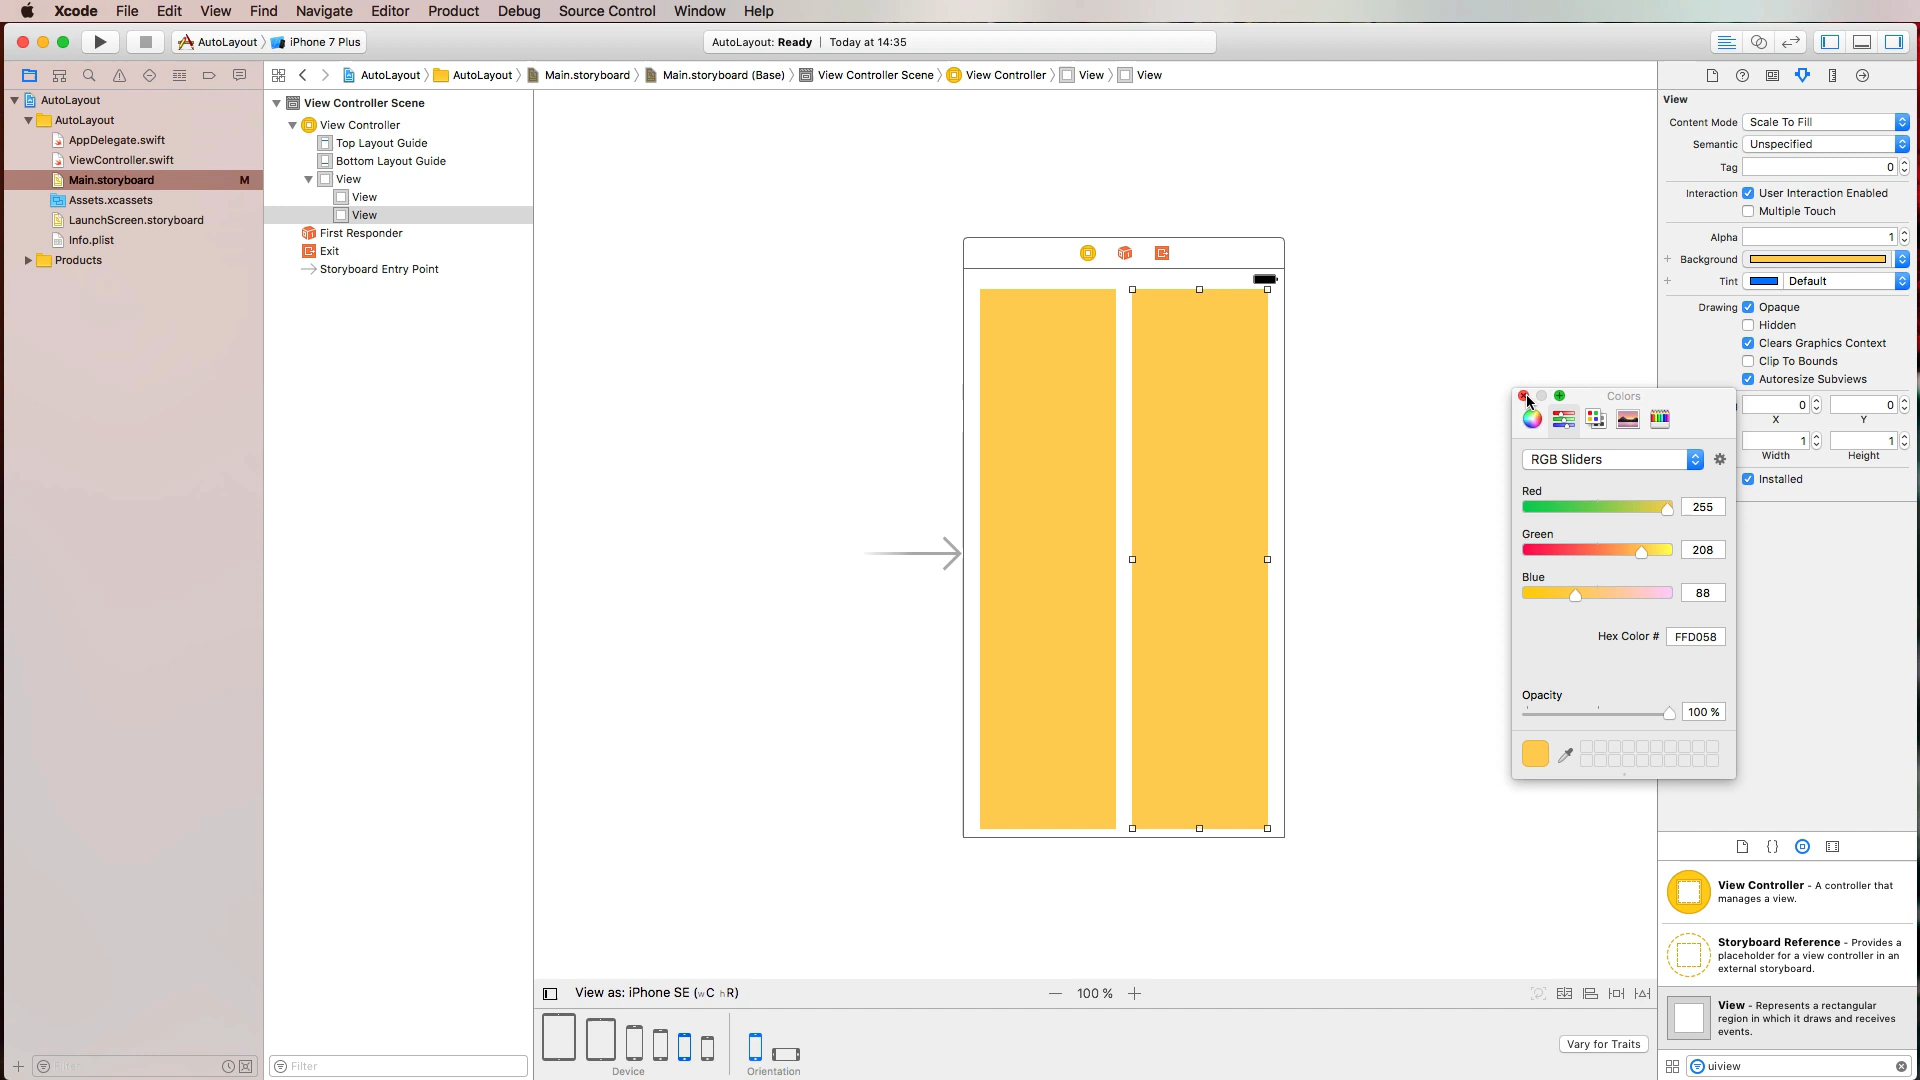 Xcode File Edit View Find Navigate Editor Product Debug Source Control Window Help
AutoLayout iPhone 7 Plus
AutoLayout: Ready | Today at 14:35
AutoLayout AutoLayout Main.storyboard Main.storyboard (Base) View Controller Scene View Controller View View
AutoLayout
AutoLayout
AppDelegate.swift
ViewController.swift
Main.storyboard M
Assets.xcassets
LaunchScreen.storyboard
Info.plist
Products
Filter
View Controller Scene
View Controller
Top Layout Guide
Bottom Layout Guide
View
View
View
First Responder
Exit
Storyboard Entry Point
Filter
View as: iPhone SE (wC hR)
100 %
Device
Orientation
Vary for Traits
View
Content Mode Scale To Fill
Semantic Unspecified
Tag 0
Interaction User Interaction Enabled
Multiple Touch
Alpha 1
Background
Tint Default
Drawing Opaque
Hidden
Clears Graphics Context
Clip To Bounds
Autoresize Subviews
0 0
X Y
1 1
Width Height
Installed
Colors
RGB Sliders
Red
255
Green
208
Blue
88
Hex Color # FFD058
Opacity
100 %
View Controller - A controller that
manages a view.
Storyboard Reference - Provides a
placeholder for a view controller in an
external storyboard.
View - Represents a rectangular
region in which it draws and receives
events.
uiview